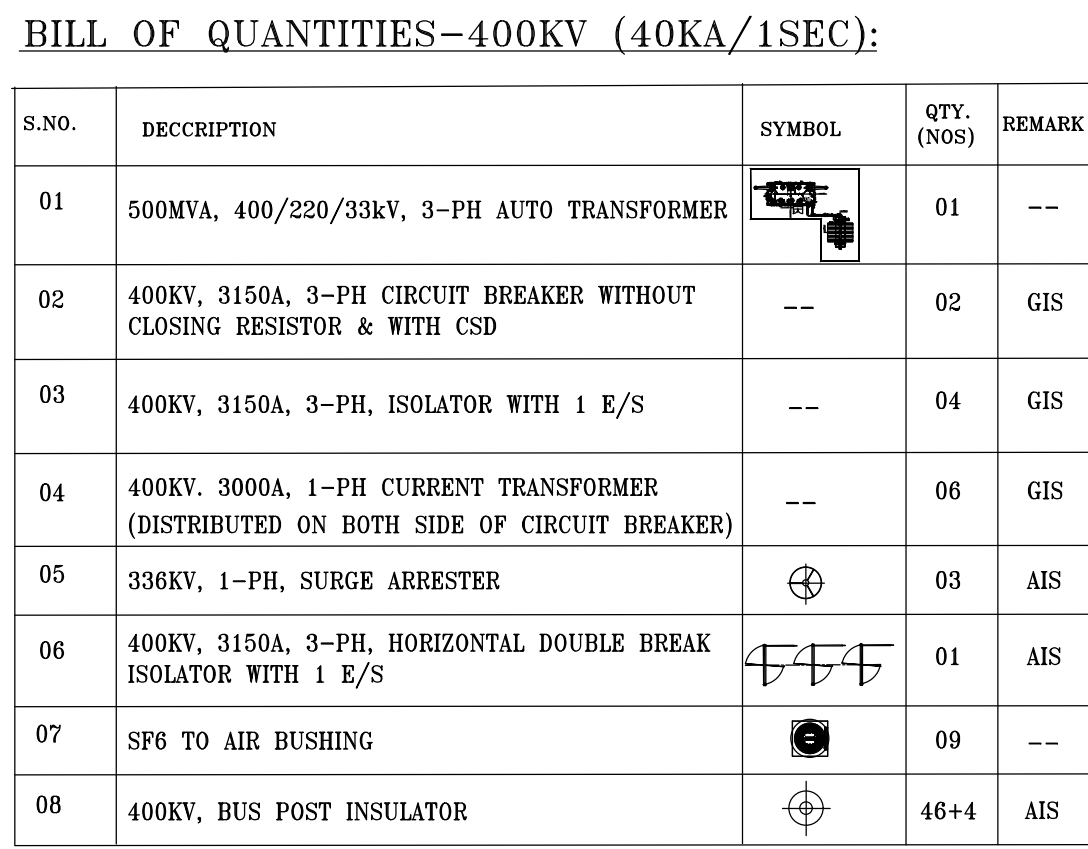 BILL OF QUANTITIES-400KV (40KA/1SEC):
S.NO. DECCRIPTION SYMBOL QTY. (NOS) REMARK
01 500MVA, 400/220/33kV, 3-PH AUTO TRANSFORMER 01 --
02 400KV, 3150A, 3-PH CIRCUIT BREAKER WITHOUT
CLOSING RESISTOR & WITH CSD -- 02 GIS
03 400KV, 3150A, 3-PH, ISOLATOR WITH 1 E/S -- 04 GIS
04 400KV. 3000A, 1-PH CURRENT TRANSFORMER
(DISTRIBUTED ON BOTH SIDE OF CIRCUIT BREAKER) -- 06 GIS
05 336KV, 1-PH, SURGE ARRESTER 03 AIS
06 400KV, 3150A, 3-PH, HORIZONTAL DOUBLE BREAK
ISOLATOR WITH 1 E/S 01 AIS
07 SF6 TO AIR BUSHING 09 --
08 400KV, BUS POST INSULATOR 46+4 AIS